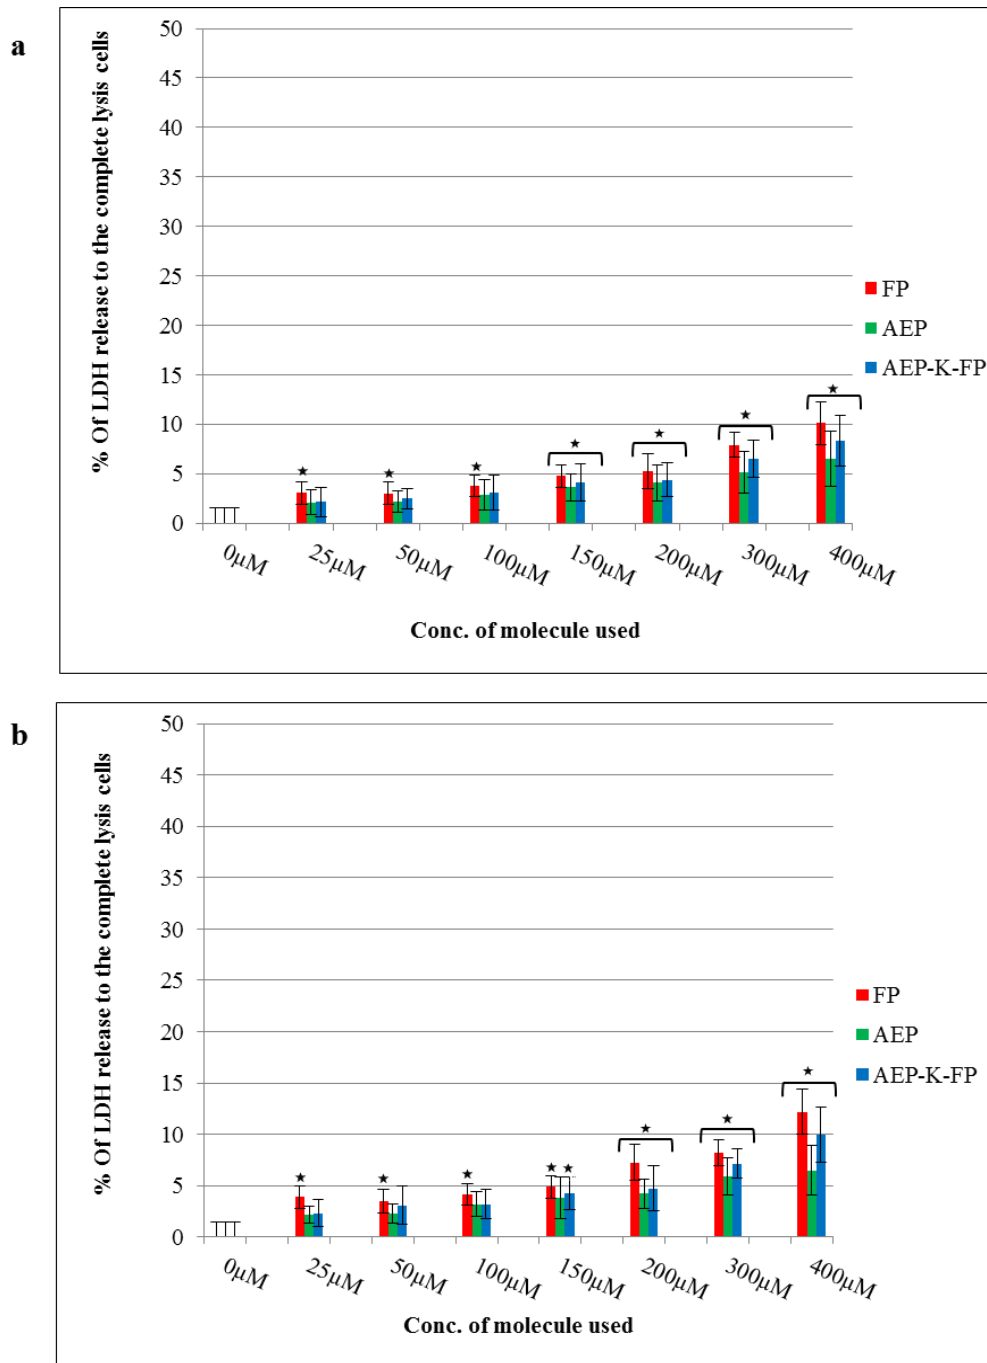 a
% Of LDH release to the complete lysis cells
50
45
40
35
30
25
20
15
10
5
0
★ ★ ★ ★ ★ ★ ★
0µM 25µM 50µM 100µM 150µM 200µM 300µM 400µM
Conc. of molecule used
FP
AEP
AEP-K-FP
b
% Of LDH release to the complete lysis cells
50
45
40
35
30
25
20
15
10
5
0
★ ★ ★ ★ ★ ★ ★ ★
0µM 25µM 50µM 100µM 150µM 200µM 300µM 400µM
Conc. of molecule used
FP
AEP
AEP-K-FP